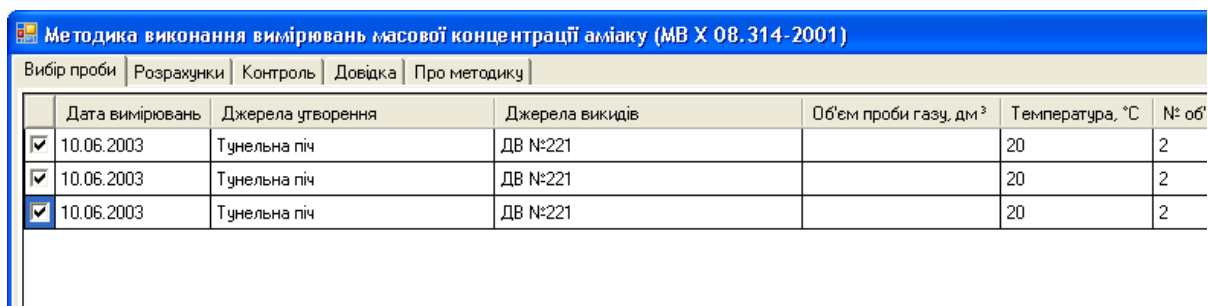 Методика виконання вимірювань масової концентрації аміаку (МВ Х 08.314-2001)
Вибір проби Розрахунки Контроль Довідка Про методику
Дата вимірювань Джерела утворення Джерела викидів Об'єм проби газу, дм³ Температура, °C № об'
10.06.2003 Тунельна піч ДВ №221 20 2
10.06.2003 Тунельна піч ДВ №221 20 2
10.06.2003 Тунельна піч ДВ №221 20 2